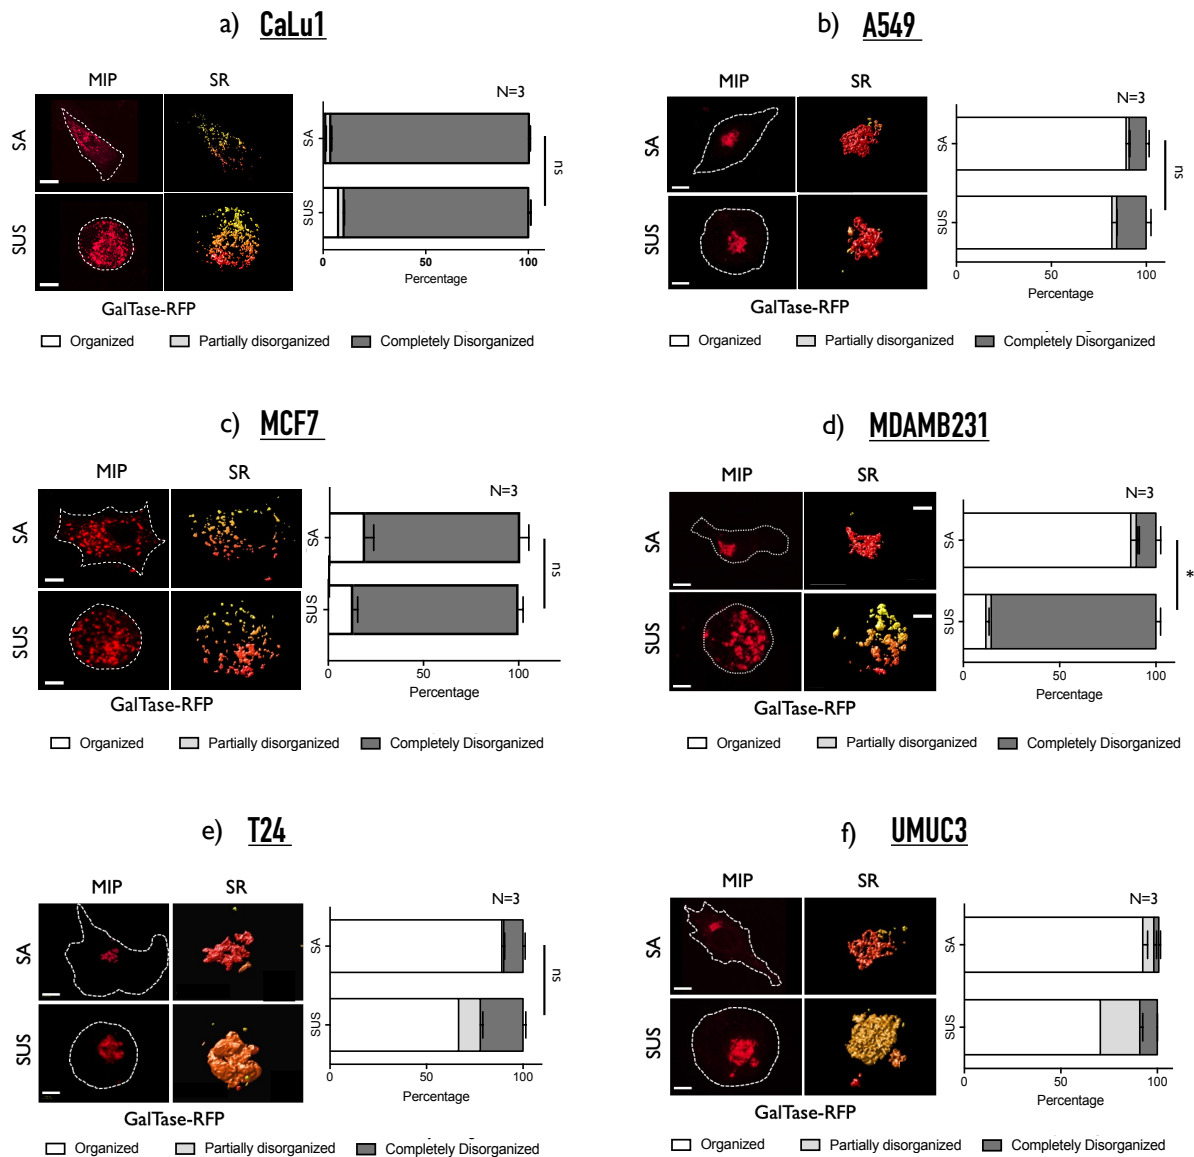 a) CaLu1
MIP SR
N=3
SA
SUS
SA
SUS
ns
0 50 100
Percentage
GalTase-RFP
Organized Partially disorganized Completely Disorganized
b) A549
MIP SR
N=3
SA
SUS
SA
SUS
ns
0 50 100
Percentage
GalTase-RFP
Organized Partially disorganized Completely Disorganized
c) MCF7
MIP SR
N=3
SA
SUS
SA
SUS
ns
0 50 100
Percentage
GalTase-RFP
Organized Partially disorganized Completely Disorganized
d) MDAMB231
MIP SR
N=3
SA
SUS
SA
SUS
*
0 50 100
Percentage
GalTase-RFP
Organized Partially disorganized Completely Disorganized
e) T24
MIP SR
N=3
SA
SUS
SA
SUS
ns
0 50 100
Percentage
GalTase-RFP
Organized Partially disorganized Completely Disorganized
f) UMUC3
MIP SR
N=3
SA
SUS
SA
SUS
0 50 100
Percentage
GalTase-RFP
Organized Partially disorganized Completely Disorganized